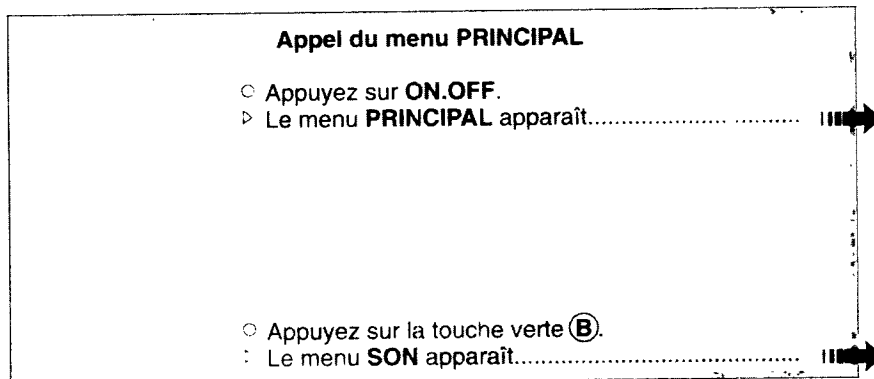 Appel du menu PRINCIPAL
○ Appuyez sur ON.OFF.
▷ Le menu PRINCIPAL apparaît.................... ..........
○ Appuyez sur la touche verte Ⓑ.
: Le menu SON apparaît.......................................